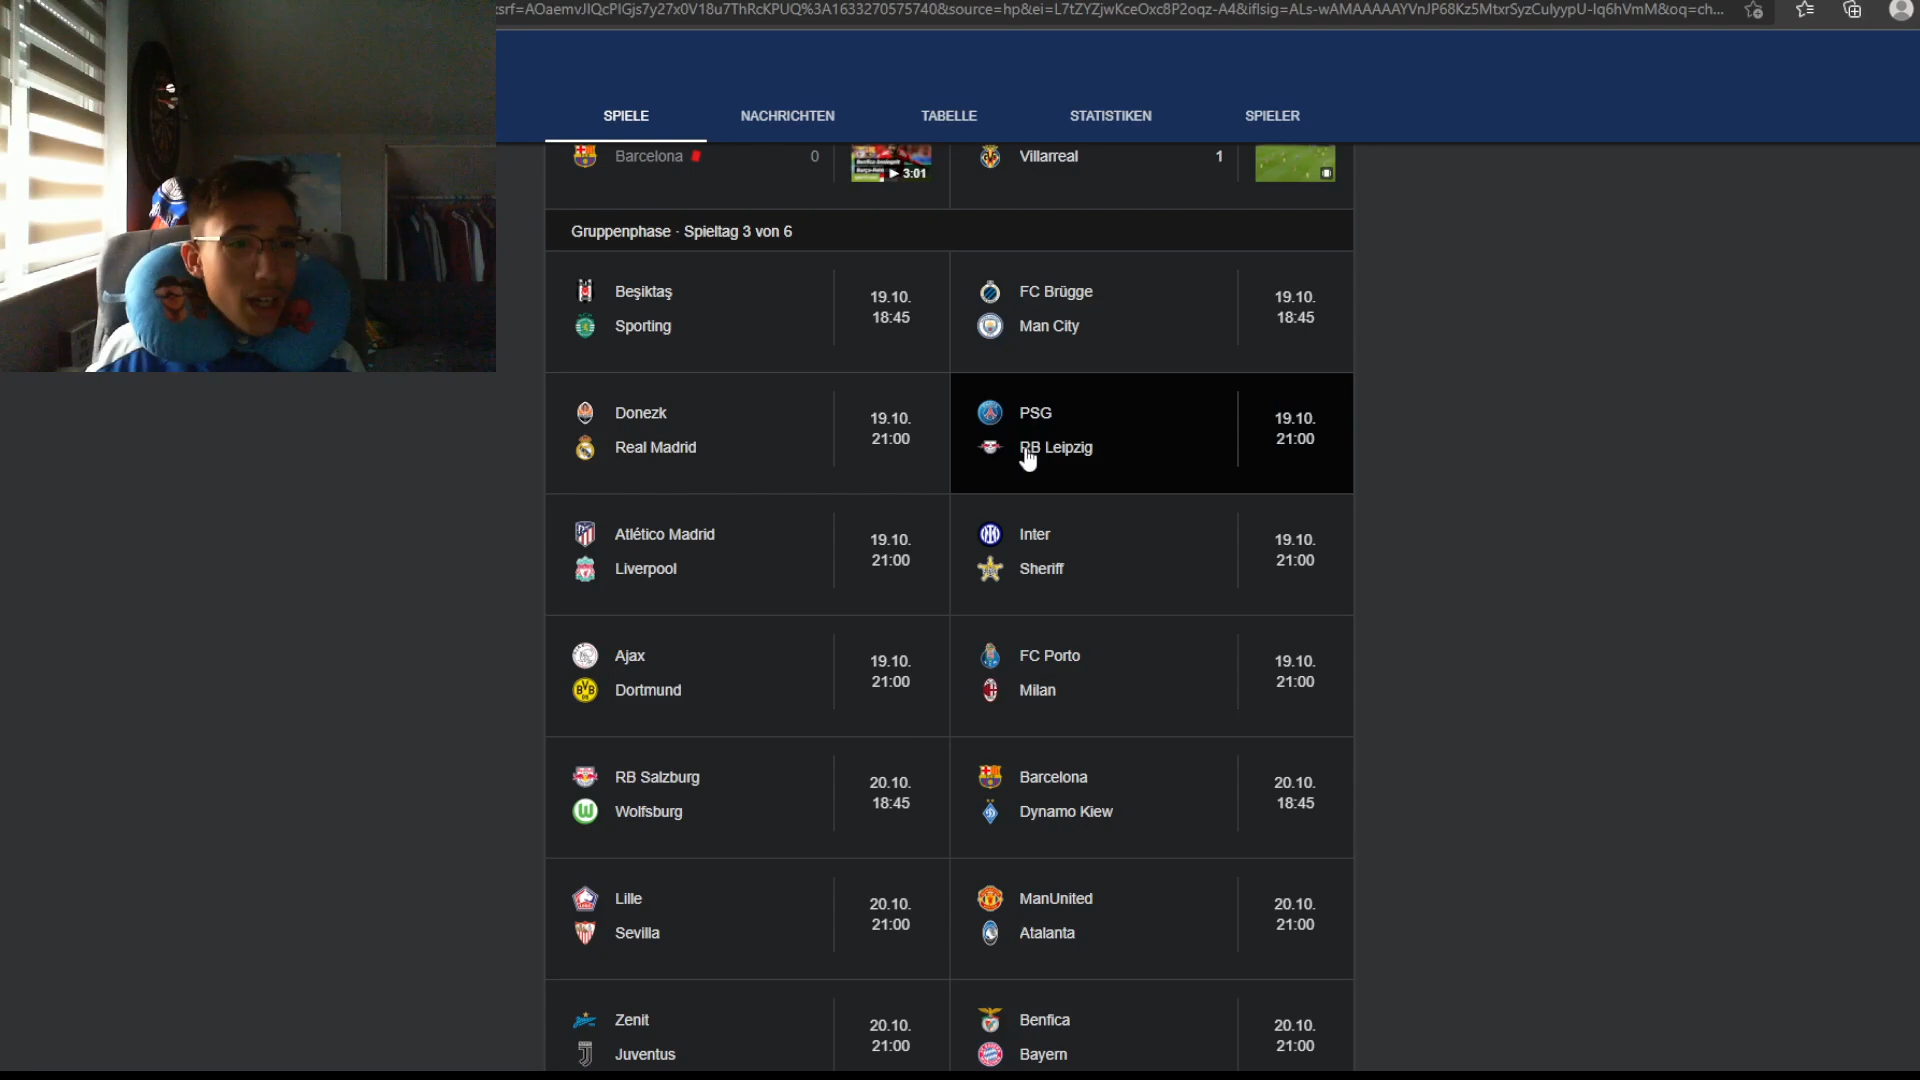 srf=AOaemvJlQcPIGjs7y27x0V18u7ThRcKPUQ%3A1633270575740&source=hp&ei=L7tZYZjwKceOxc8P2oqz-A4&iflsig=ALs-wAMAAAAAYVnJP68Kz5MtxrSyzCulyypU-Iq6hVmM&oq=ch...
SPIELE NACHRICHTEN TABELLE STATISTIKEN SPIELER
Barcelona 0 3:01 Villarreal 1
Gruppenphase · Spieltag 3 von 6
Beşiktaş
Sporting
19.10.
18:45
FC Brügge
Man City
19.10.
18:45
Donezk
Real Madrid
19.10.
21:00
PSG
RB Leipzig
19.10.
21:00
Atlético Madrid
Liverpool
19.10.
21:00
Inter
Sheriff
19.10.
21:00
Ajax
Dortmund
19.10.
21:00
FC Porto
Milan
19.10.
21:00
RB Salzburg
Wolfsburg
20.10.
18:45
Barcelona
Dynamo Kiew
20.10.
18:45
Lille
Sevilla
20.10.
21:00
ManUnited
Atalanta
20.10.
21:00
Zenit
Juventus
20.10.
21:00
Benfica
Bayern
20.10.
21:00